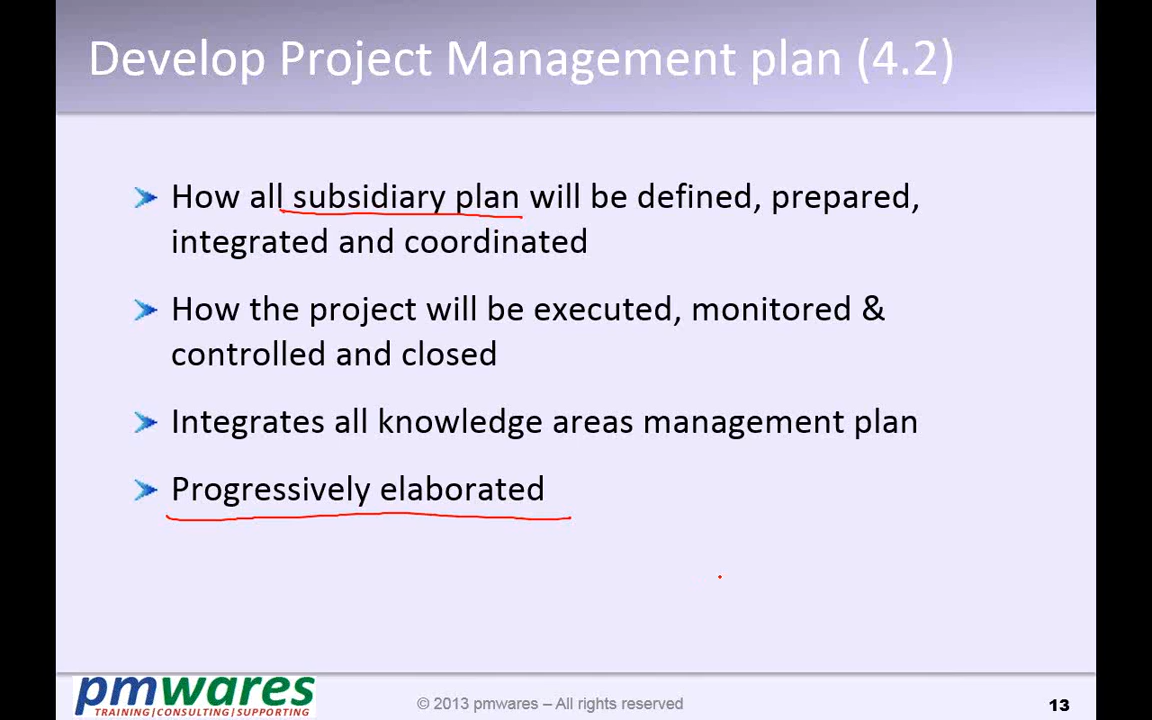 Develop Project Management plan (4.2)
How all subsidiary plan will be defined, prepared,
integrated and coordinated
How the project will be executed, monitored &
controlled and closed
Integrates all knowledge areas management plan
Progressively elaborated
pmwares
TRAINING|CONSULTING|SUPPORTING
© 2013 pmwares – All rights reserved
13